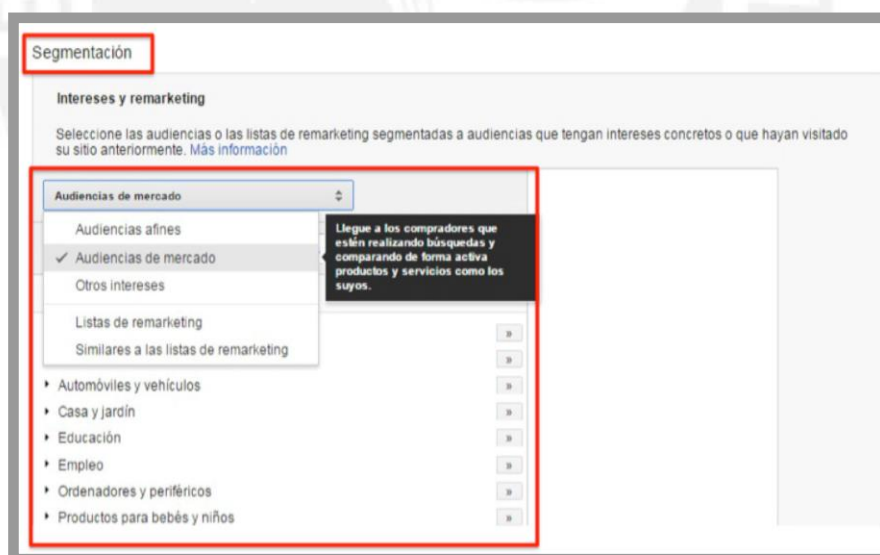 Segmentación
Intereses y remarketing
Seleccione las audiencias o las listas de remarketing segmentadas a audiencias que tengan intereses concretos o que hayan visitado
su sitio anteriormente. Más información
Audiencias de mercado
Audiencias afines
Audiencias de mercado
Otros intereses
Listas de remarketing
Similares a las listas de remarketing
Llegue a los compradores que
estén realizando búsquedas y
comparando de forma activa
productos y servicios como los
suyos.
»
»
Automóviles y vehículos »
Casa y jardín »
Educación »
Empleo »
Ordenadores y periféricos »
Productos para bebés y niños »